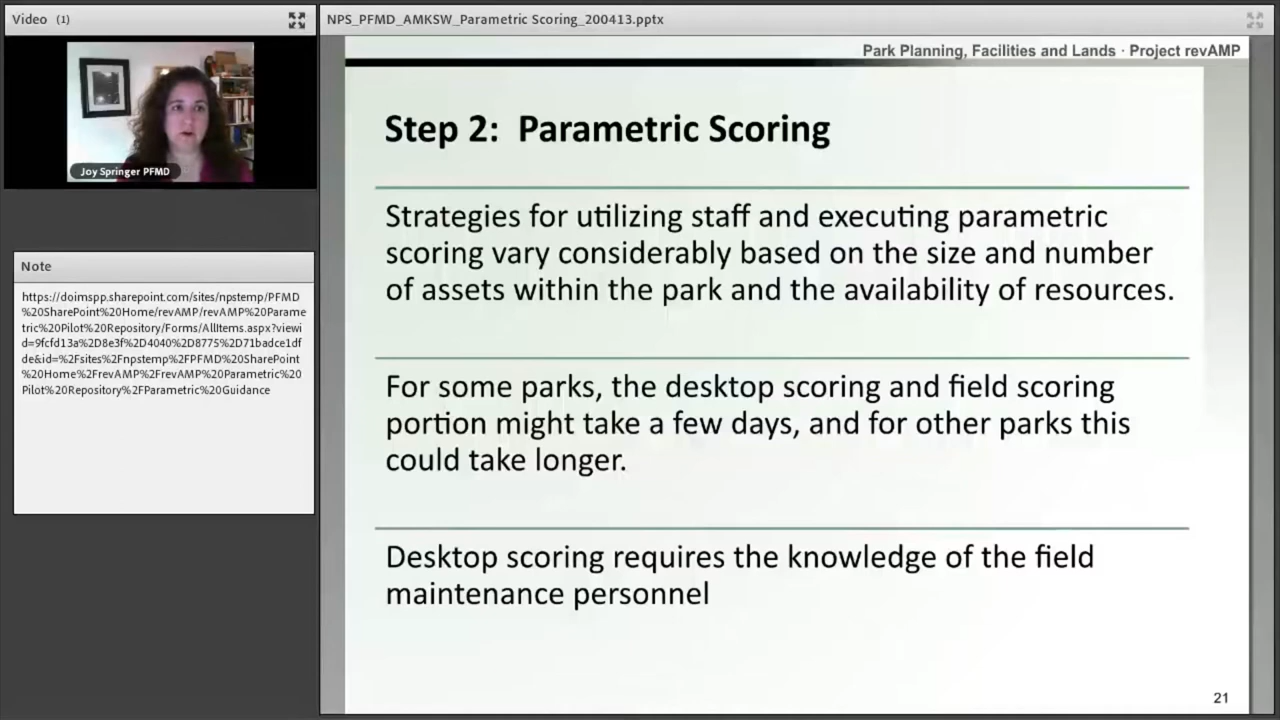 Video (1)
NPS_PFMD_AMKSW_Parametric Scoring_200413.pptx
Joy Springer PFMD
Note
https://doimspp.sharepoint.com/sites/npstemp/PFMD
%20SharePoint%20Home/revAMP/revAMP%20Parame
tric%20Pilot%20Repository/Forms/AllItems.aspx?viewi
d=9fcfd13a%2D8e3f%2D4040%2D8775%2D71badce1df
de&id=%2Fsites%2Fnpstemp%2FPFMD%20SharePoint
%20Home%2FrevAMP%2FrevAMP%20Parametric%20
Pilot%20Repository%2FParametric%20Guidance
Park Planning, Facilities and Lands · Project revAMP
Step 2: Parametric Scoring
Strategies for utilizing staff and executing parametric
scoring vary considerably based on the size and number
of assets within the park and the availability of resources.
For some parks, the desktop scoring and field scoring
portion might take a few days, and for other parks this
could take longer.
Desktop scoring requires the knowledge of the field
maintenance personnel
21